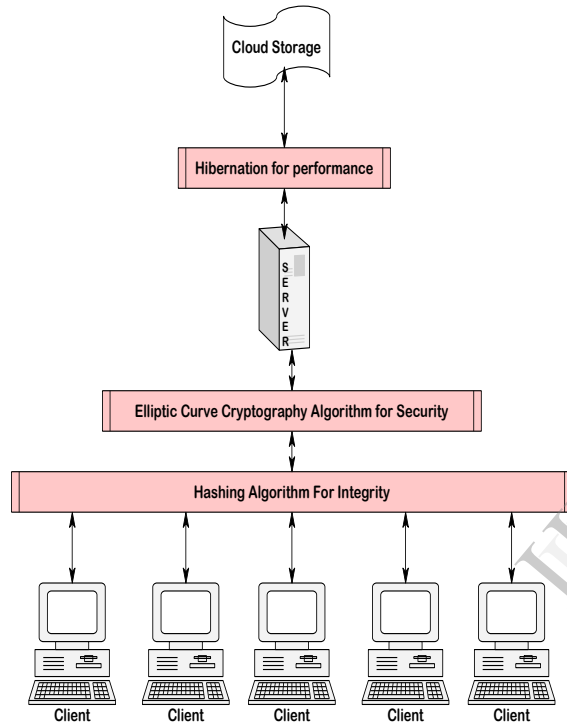 Cloud Storage
Hibernation for performance
SERVER
Elliptic Curve Cryptography Algorithm for Security
Hashing Algorithm For Integrity
Client Client Client Client Client